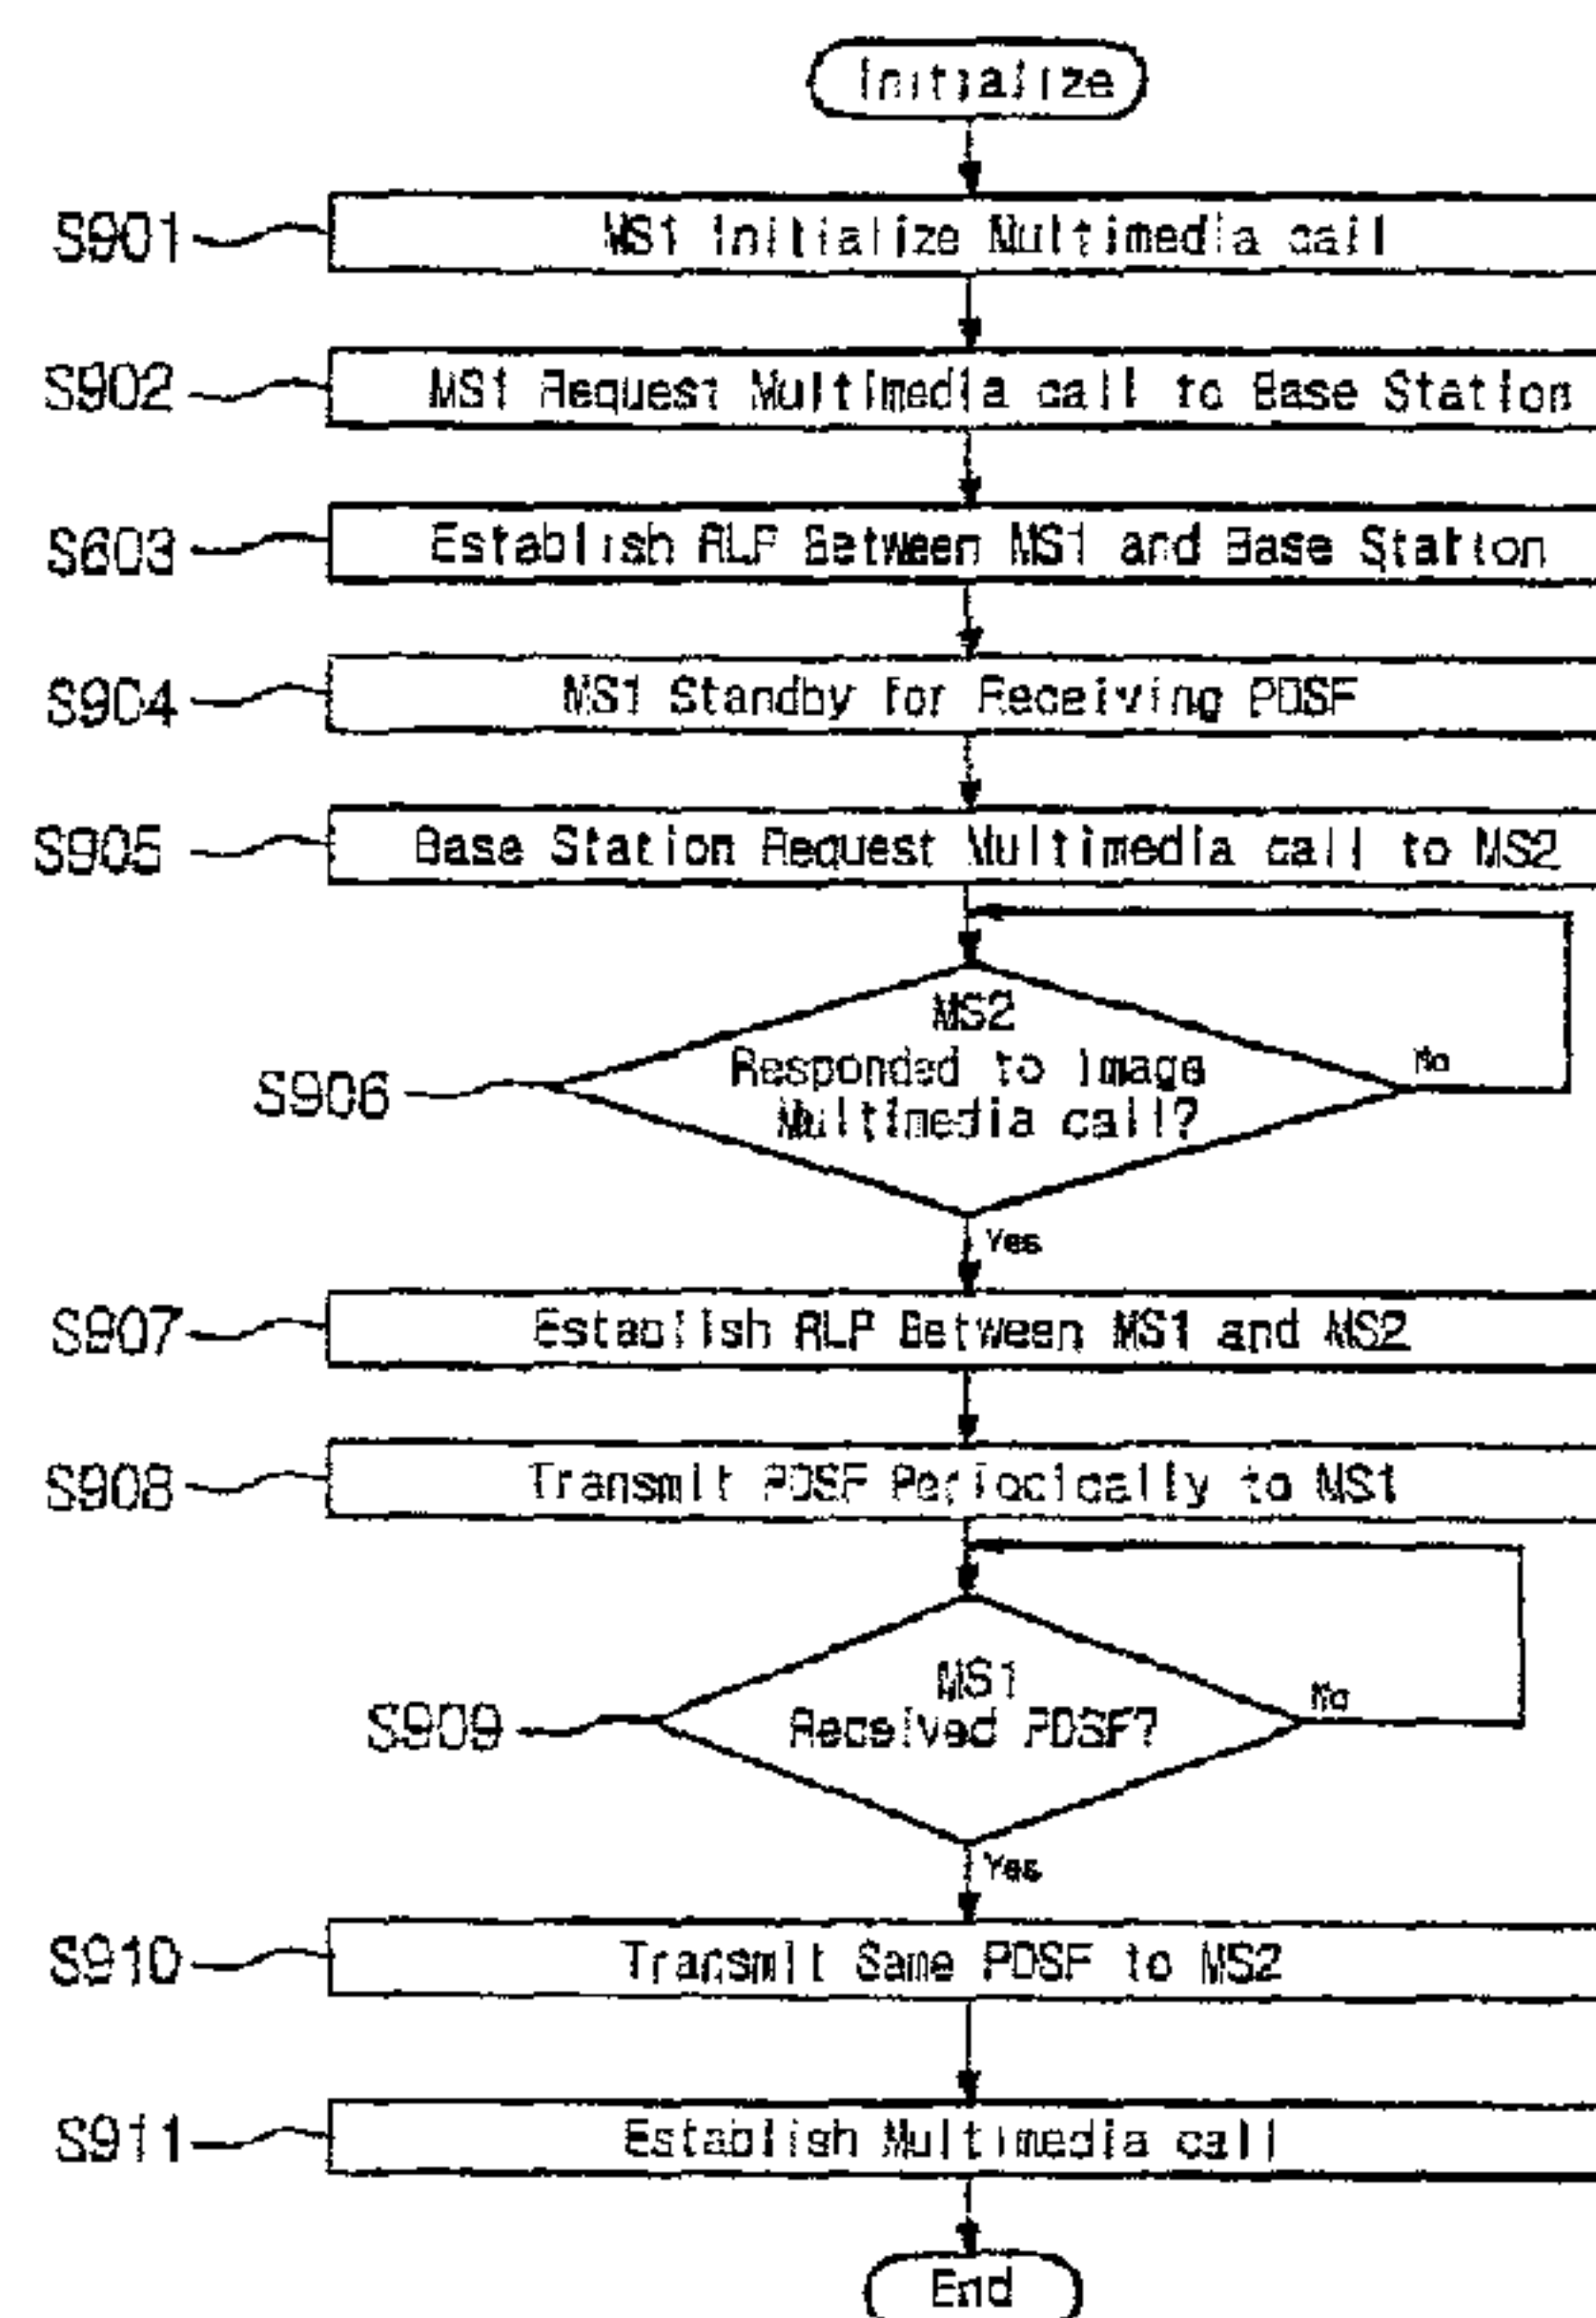 Initialize
S901
MS1 Initialize Multimedia call
S902
MS1 Request Multimedia call to Base Station
S603
Establish RLP Between MS1 and Base Station
S904
MS1 Standby for Receiving PDSF
S905
Base Station Request Multimedia call to MS2
MS2
Responded to Image
Multimedia call?
No
S906
Yes
S907
Establish RLP Between MS1 and MS2
S908
Transmit PDSF Periodically to MS1
MS1
Received PDSF?
No
S909
Yes
S910
Transmit Same PDSF to MS2
S911
Establish Multimedia call
End